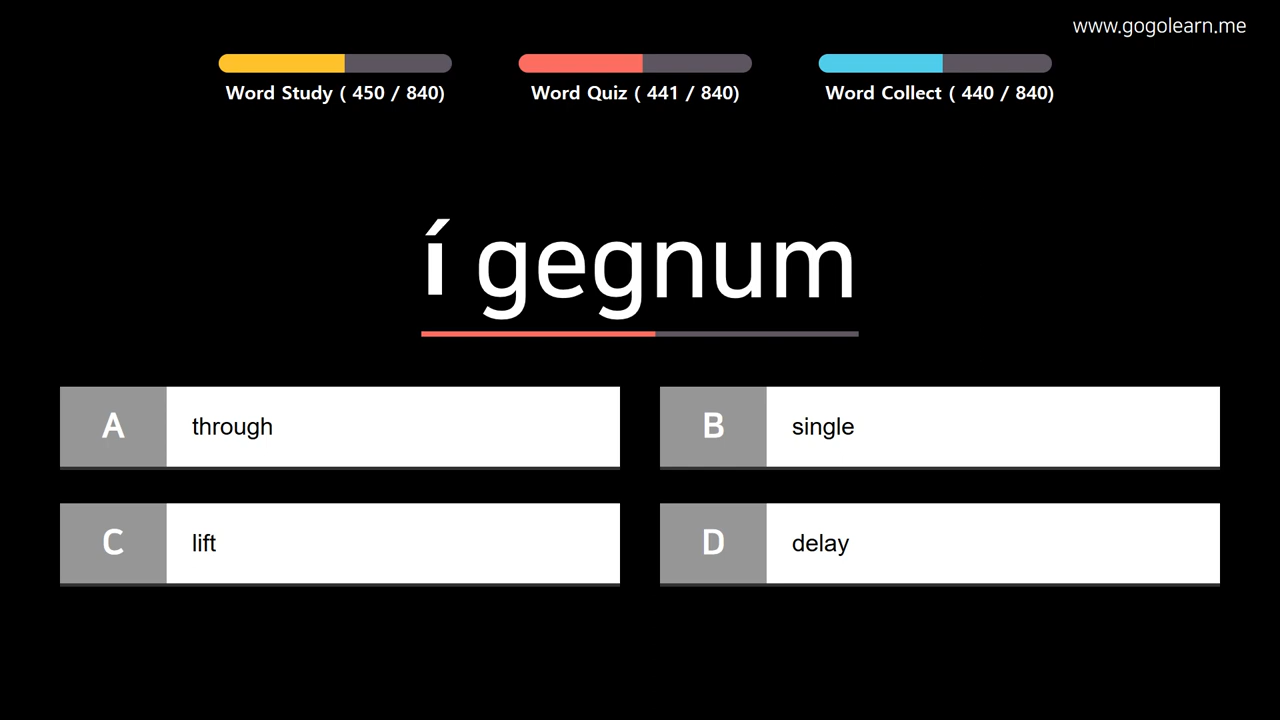 www.gogolearn.me
Word Study ( 450 / 840)
Word Quiz ( 441 / 840)
Word Collect ( 440 / 840)
í gegnum
A through
B single
C lift
D delay